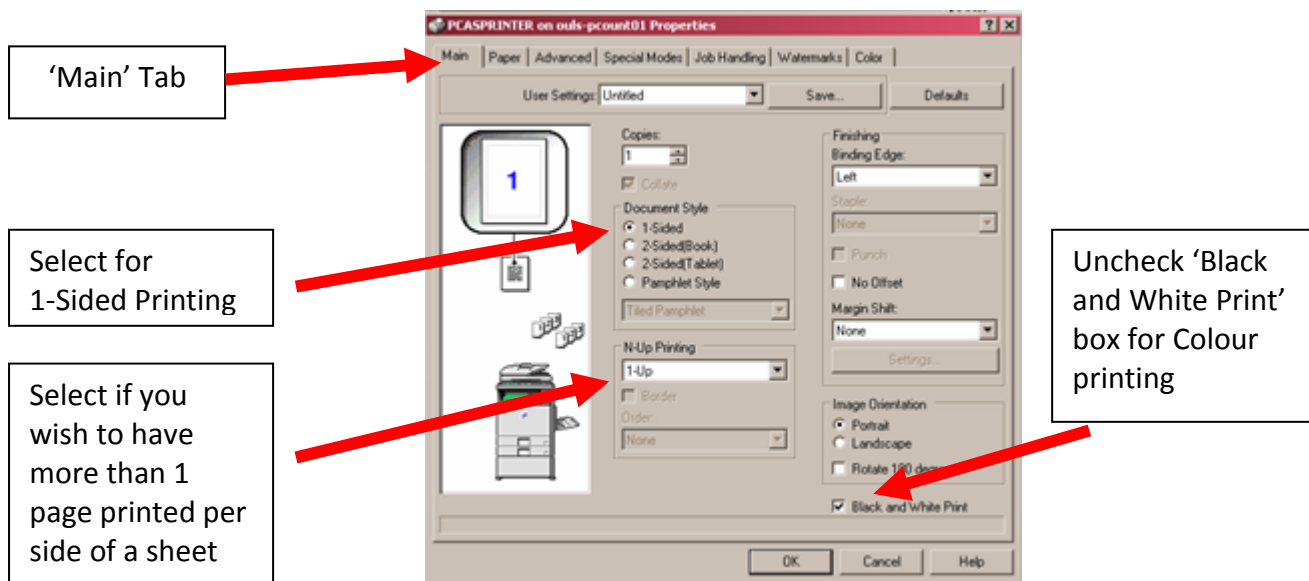 PCASPRINTER on ouls-pcount01 Properties
Main Paper Advanced Special Modes Job Handling Watermarks Color
User Settings: Untitled Save... Defaults
1
Copies:
1
Collate
Document Style
1-Sided
2-Sided(Book)
2-Sided(Tablet)
Pamphlet Style
Tiled Pamphlet
N-Up Printing
1-Up
Border
Order:
None
Finishing
Binding Edge:
Left
Staple:
None
Punch
No Offset
Margin Shift:
None
Settings...
Image Orientation
Portrait
Landscape
Rotate 180
Black and White Print
OK Cancel Help
‘Main’ Tab
Select for
1-Sided Printing
Select if you
wish to have
more than 1
page printed per
side of a sheet
Uncheck ‘Black
and White Print’
box for Colour
printing